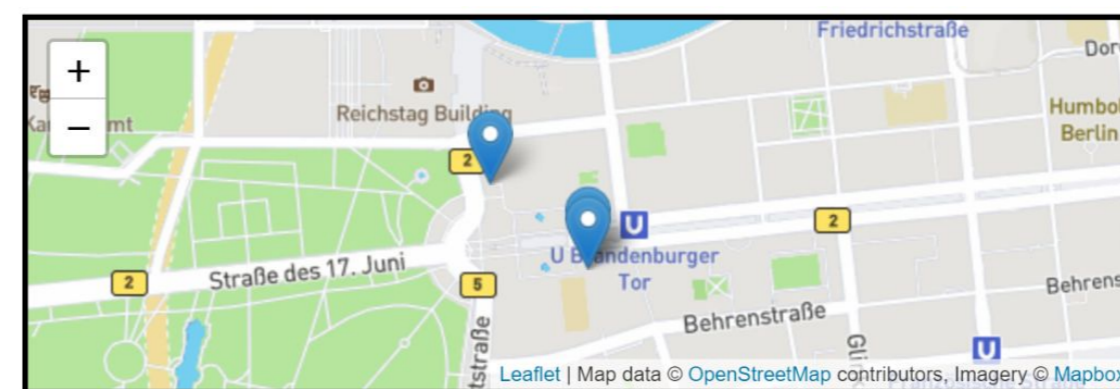 +
−
Friedrichstraße
Reichstag Building
Humbol
Berlin
2
U
2
U Brandenburger
Tor
Straße des 17. Juni
2
5
Behrens
Behrenstraße
U
Leaflet | Map data © OpenStreetMap contributors, Imagery © Mapbox